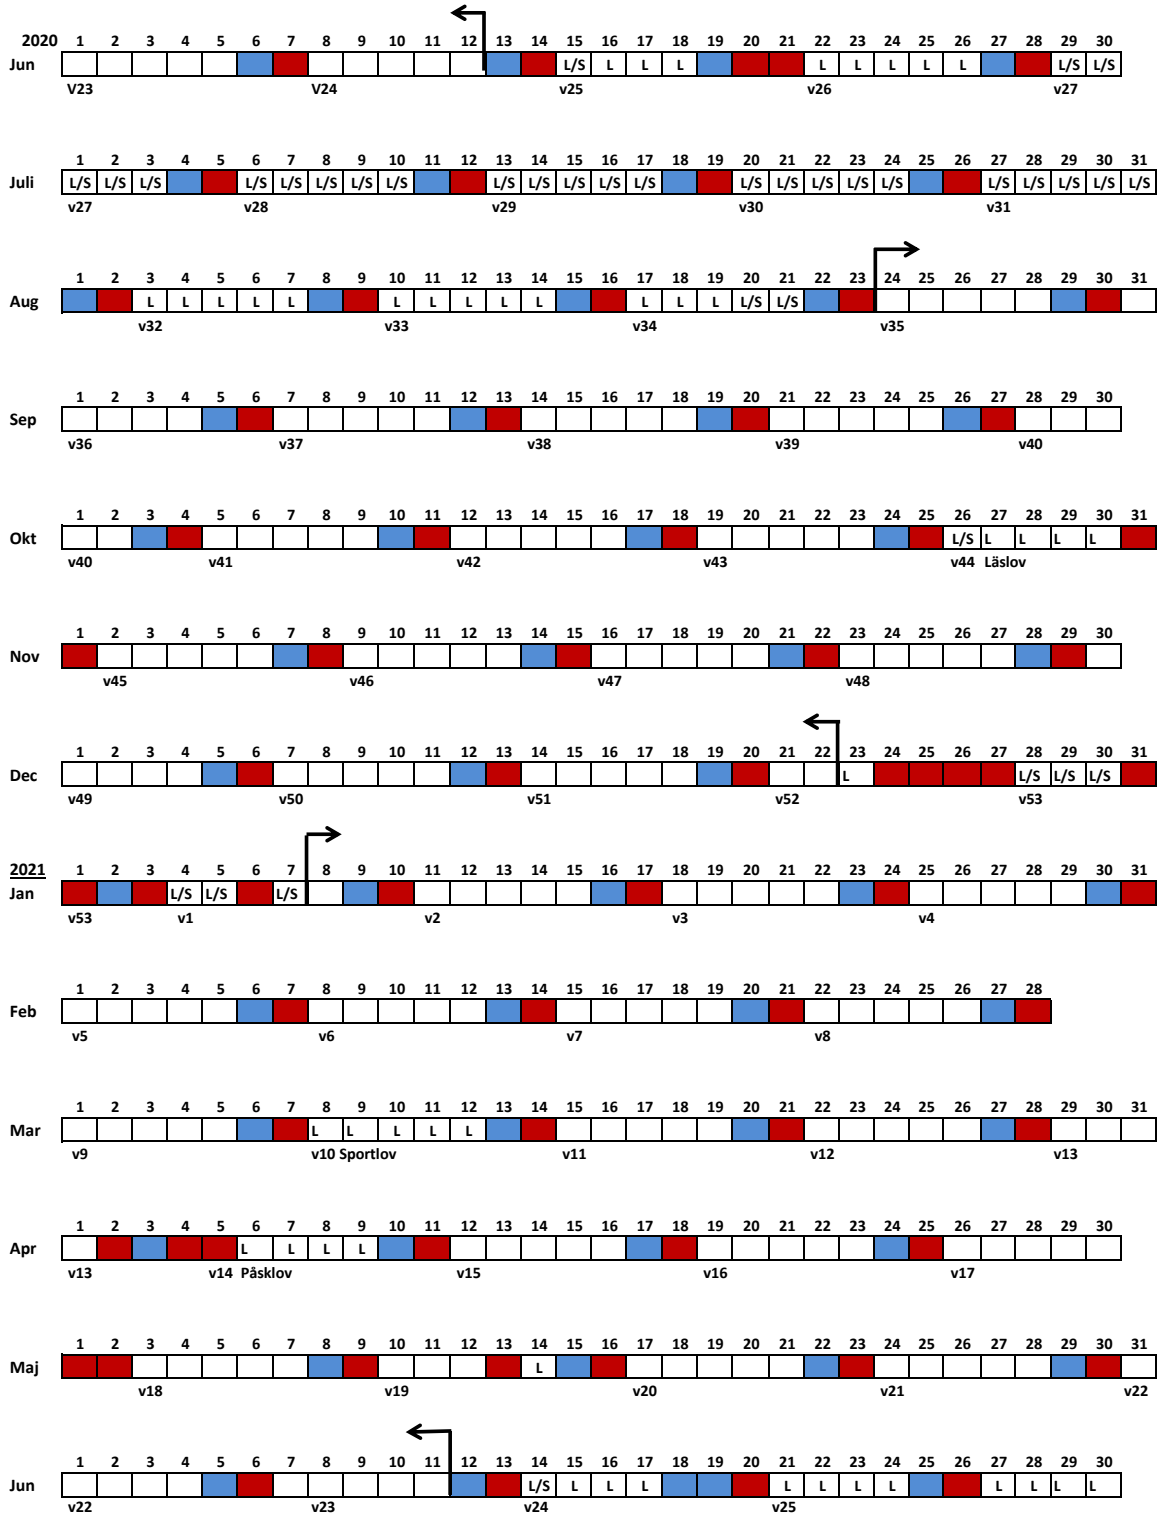 2020 1 2 3 4 5 6 7 8 9 10 11 12 13 14 15 16 17 18 19 20 21 22 23 24 25 26 27 28 29 30
Jun L/S L L L L L L L L L/S L/S
V23 V24 v25 v26 v27
1 2 3 4 5 6 7 8 9 10 11 12 13 14 15 16 17 18 19 20 21 22 23 24 25 26 27 28 29 30 31
Juli L/S L/S L/S L/S L/S L/S L/S L/S L/S L/S L/S L/S L/S L/S L/S L/S L/S L/S L/S L/S L/S L/S L/S
v27 v28 v29 v30 v31
1 2 3 4 5 6 7 8 9 10 11 12 13 14 15 16 17 18 19 20 21 22 23 24 25 26 27 28 29 30 31
Aug L L L L L L L L L L L L L L/S L/S
v32 v33 v34 v35
1 2 3 4 5 6 7 8 9 10 11 12 13 14 15 16 17 18 19 20 21 22 23 24 25 26 27 28 29 30
Sep
v36 v37 v38 v39 v40
1 2 3 4 5 6 7 8 9 10 11 12 13 14 15 16 17 18 19 20 21 22 23 24 25 26 27 28 29 30 31
Okt L/S L L L L
v40 v41 v42 v43 v44 Läslov
1 2 3 4 5 6 7 8 9 10 11 12 13 14 15 16 17 18 19 20 21 22 23 24 25 26 27 28 29 30
Nov
v45 v46 v47 v48
1 2 3 4 5 6 7 8 9 10 11 12 13 14 15 16 17 18 19 20 21 22 23 24 25 26 27 28 29 30 31
Dec L L/S L/S L/S
v49 v50 v51 v52 v53
2021 1 2 3 4 5 6 7 8 9 10 11 12 13 14 15 16 17 18 19 20 21 22 23 24 25 26 27 28 29 30 31
Jan L/S L/S L/S
v53 v1 v2 v3 v4
1 2 3 4 5 6 7 8 9 10 11 12 13 14 15 16 17 18 19 20 21 22 23 24 25 26 27 28
Feb
v5 v6 v7 v8
1 2 3 4 5 6 7 8 9 10 11 12 13 14 15 16 17 18 19 20 21 22 23 24 25 26 27 28 29 30 31
Mar L L L L L
v9 v10 Sportlov v11 v12 v13
1 2 3 4 5 6 7 8 9 10 11 12 13 14 15 16 17 18 19 20 21 22 23 24 25 26 27 28 29 30
Apr L L L L
v13 v14 Påsklov v15 v16 v17
1 2 3 4 5 6 7 8 9 10 11 12 13 14 15 16 17 18 19 20 21 22 23 24 25 26 27 28 29 30 31
Maj L
v18 v19 v20 v21 v22
1 2 3 4 5 6 7 8 9 10 11 12 13 14 15 16 17 18 19 20 21 22 23 24 25 26 27 28 29 30
Jun L/S L L L L L L L L L L L
v22 v23 v24 v25